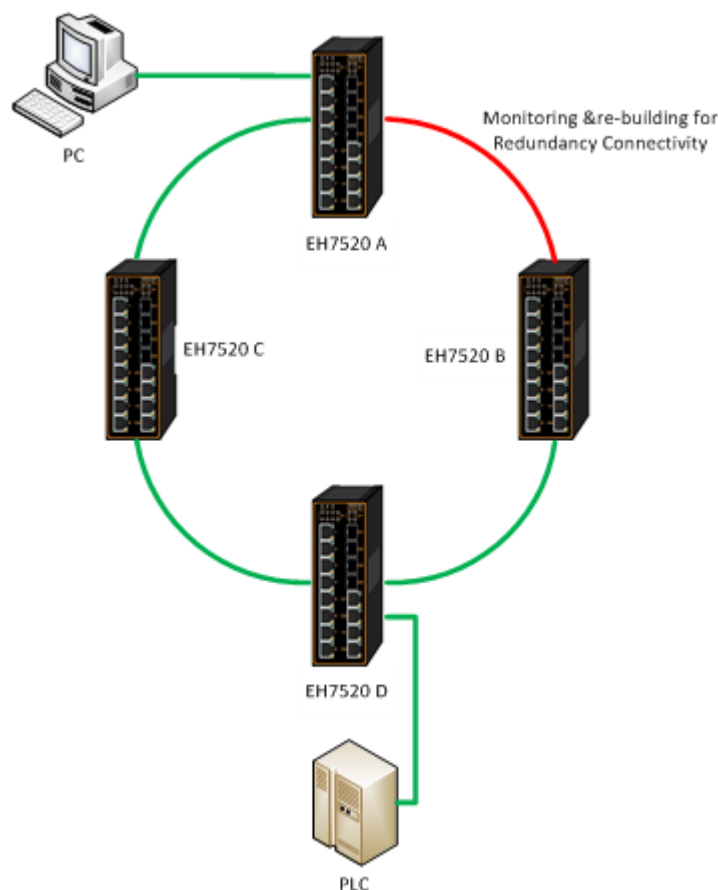 PC
EH7520 A
Monitoring &re-building for
Redundancy Connectivity
EH7520 C
EH7520 B
EH7520 D
PLC